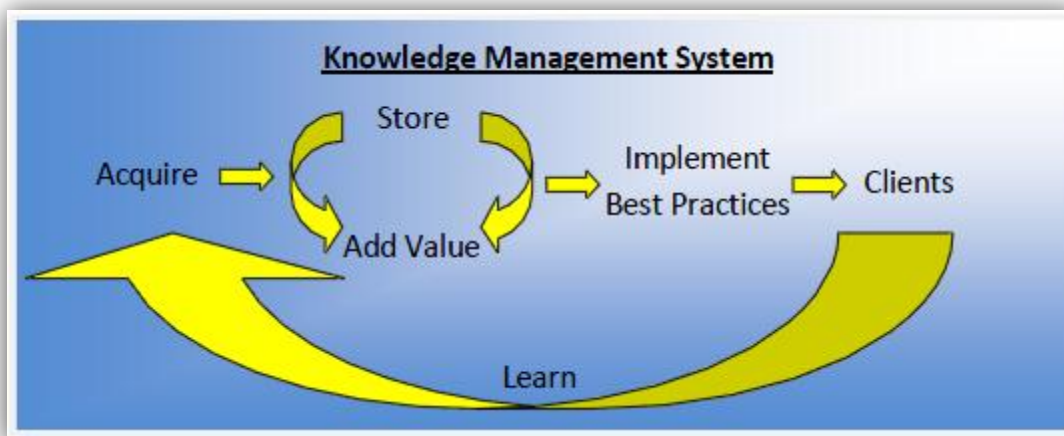 Knowledge Management System
Store
Acquire
Implement
Best Practices
Clients
Add Value
Learn